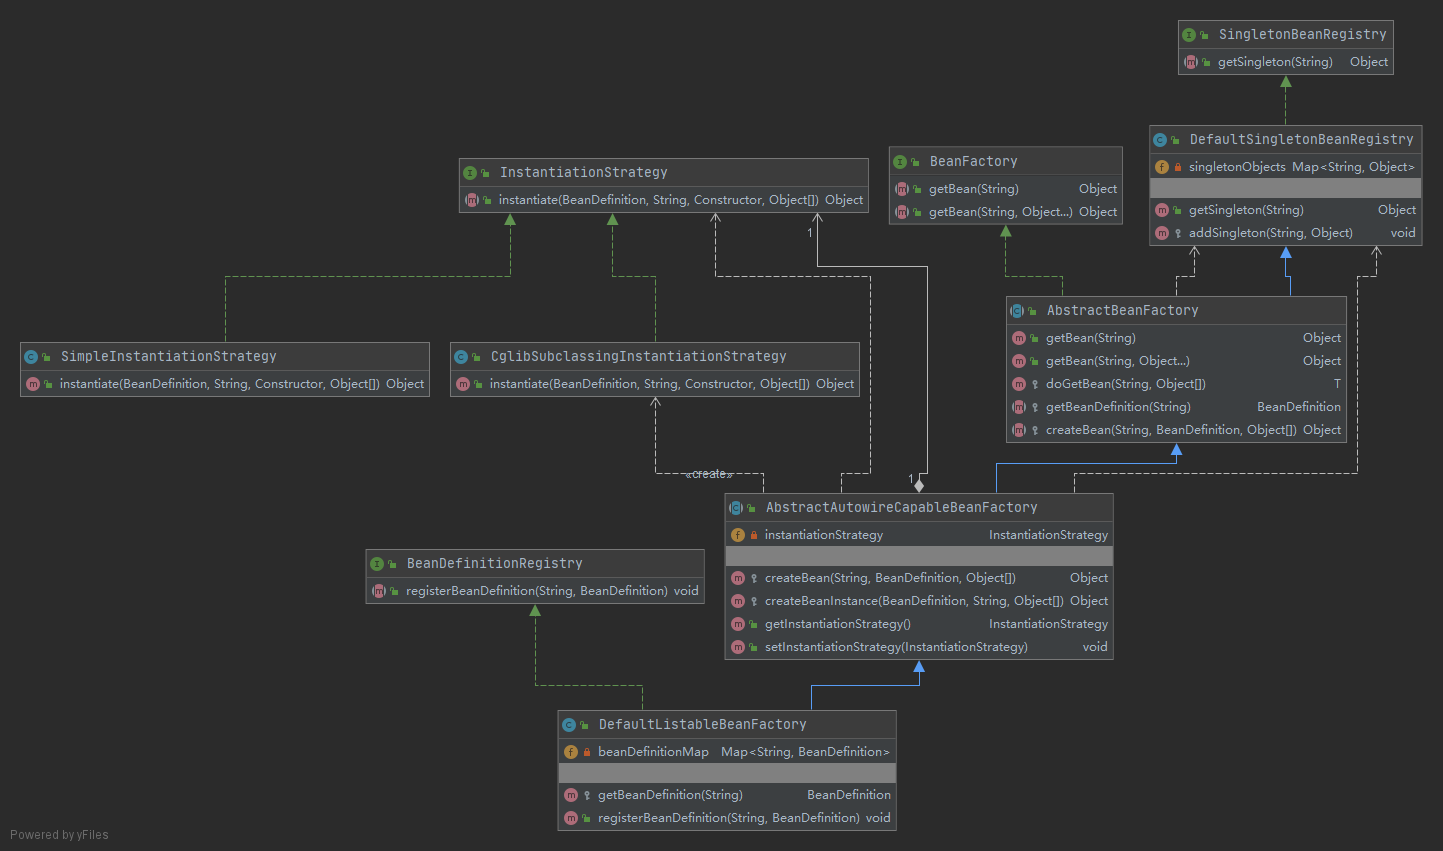 SingletonBeanRegistry
getSingleton(String) Object
DefaultSingletonBeanRegistry
singletonObjects Map<String, Object>
getSingleton(String) Object
addSingleton(String, Object) void
BeanFactory
getBean(String) Object
getBean(String, Object...) Object
InstantiationStrategy
instantiate(BeanDefinition, String, Constructor, Object[]) Object
1
AbstractBeanFactory
getBean(String) Object
getBean(String, Object...) Object
doGetBean(String, Object[]) T
getBeanDefinition(String) BeanDefinition
createBean(String, BeanDefinition, Object[]) Object
SimpleInstantiationStrategy
instantiate(BeanDefinition, String, Constructor, Object[]) Object
CglibSubclassingInstantiationStrategy
instantiate(BeanDefinition, String, Constructor, Object[]) Object
«create»
1
AbstractAutowireCapableBeanFactory
instantiationStrategy InstantiationStrategy
createBean(String, BeanDefinition, Object[]) Object
createBeanInstance(BeanDefinition, String, Object[]) Object
getInstantiationStrategy() InstantiationStrategy
setInstantiationStrategy(InstantiationStrategy) void
BeanDefinitionRegistry
registerBeanDefinition(String, BeanDefinition) void
DefaultListableBeanFactory
beanDefinitionMap Map<String, BeanDefinition>
getBeanDefinition(String) BeanDefinition
registerBeanDefinition(String, BeanDefinition) void
Powered by yFiles